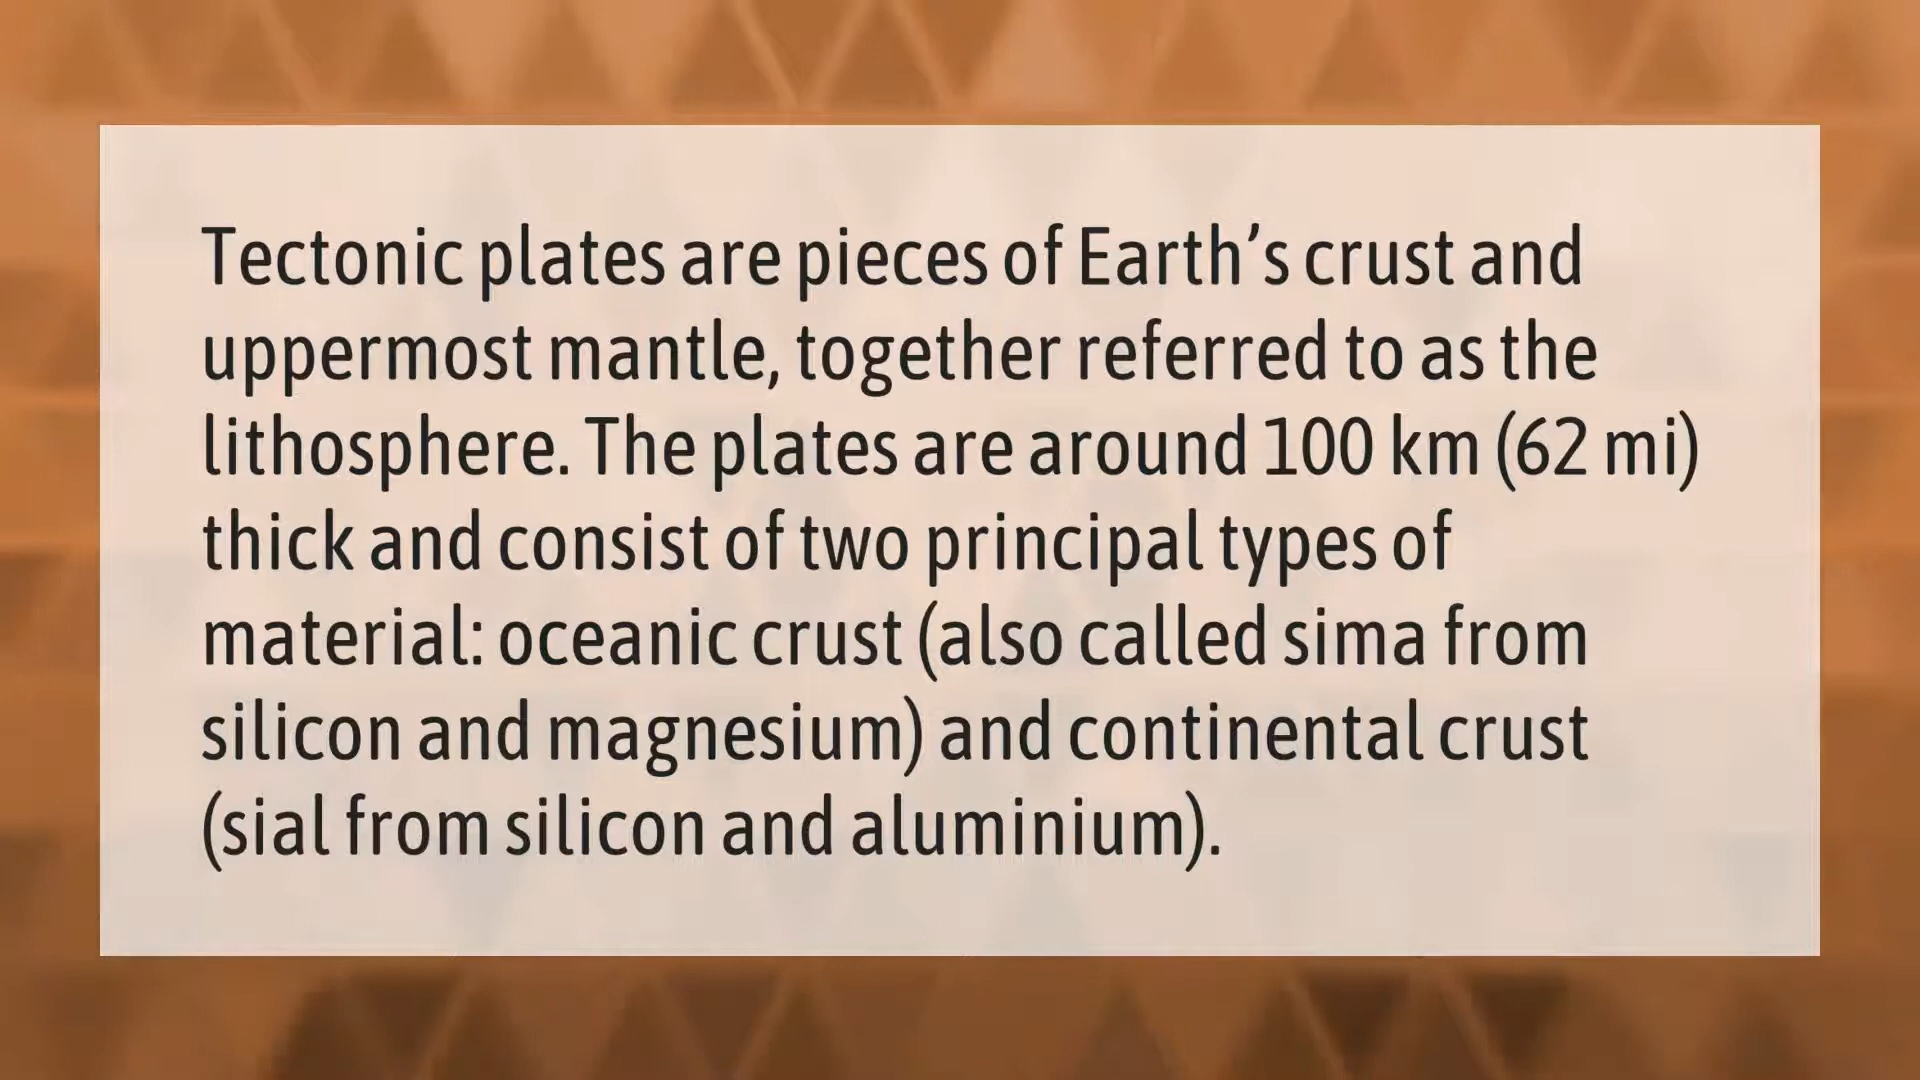 Tectonic plates are pieces of Earth’s crust and
uppermost mantle, together referred to as the
lithosphere. The plates are around 100 km (62 mi)
thick and consist of two principal types of
material: oceanic crust (also called sima from
silicon and magnesium) and continental crust
(sial from silicon and aluminium).